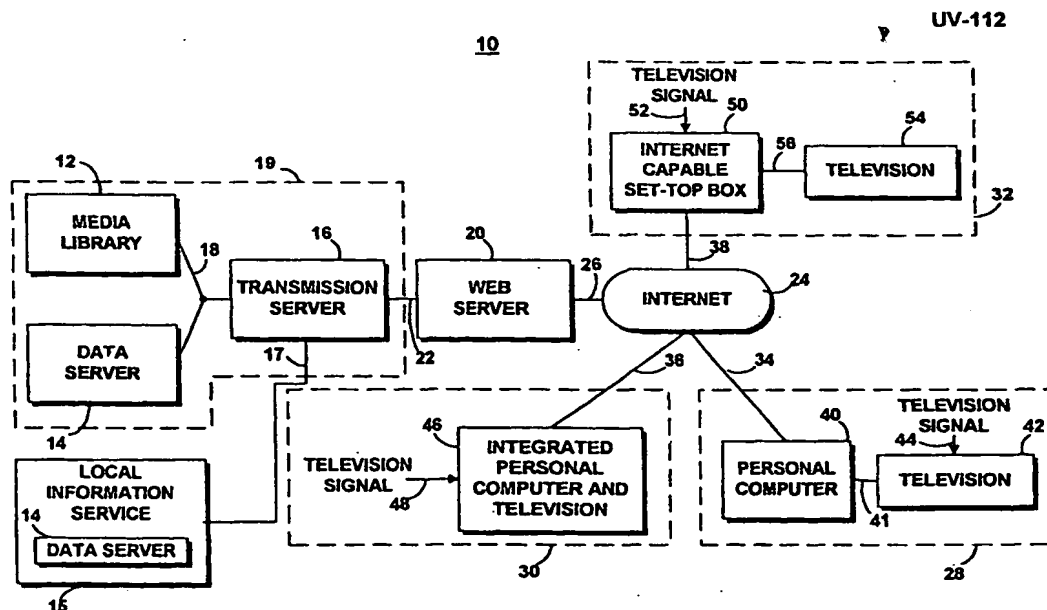 UV-112
10
TELEVISION
SIGNAL
52
50
54
INTERNET
CAPABLE
SET-TOP BOX
56
TELEVISION
32
38
12
19
MEDIA
LIBRARY
18
16
TRANSMISSION
SERVER
20
WEB
SERVER
26
INTERNET
24
22
17
DATA
SERVER
14
36
34
46
INTEGRATED
PERSONAL
COMPUTER AND
TELEVISION
TELEVISION
SIGNAL
48
30
40
TELEVISION
SIGNAL
44
42
PERSONAL
COMPUTER
TELEVISION
41
28
LOCAL
INFORMATION
SERVICE
14
DATA SERVER
15